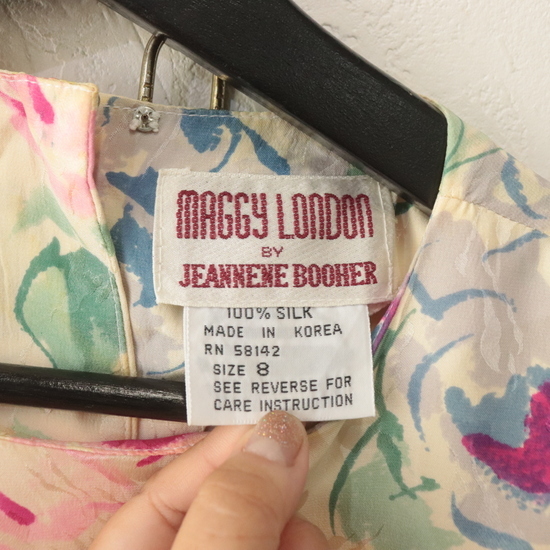 MAGGY LONDON
BY
JEANNENE BOOHER
100% SILK
MADE IN KOREA
RN 58142
SIZE 8
SEE REVERSE FOR
CARE INSTRUCTION